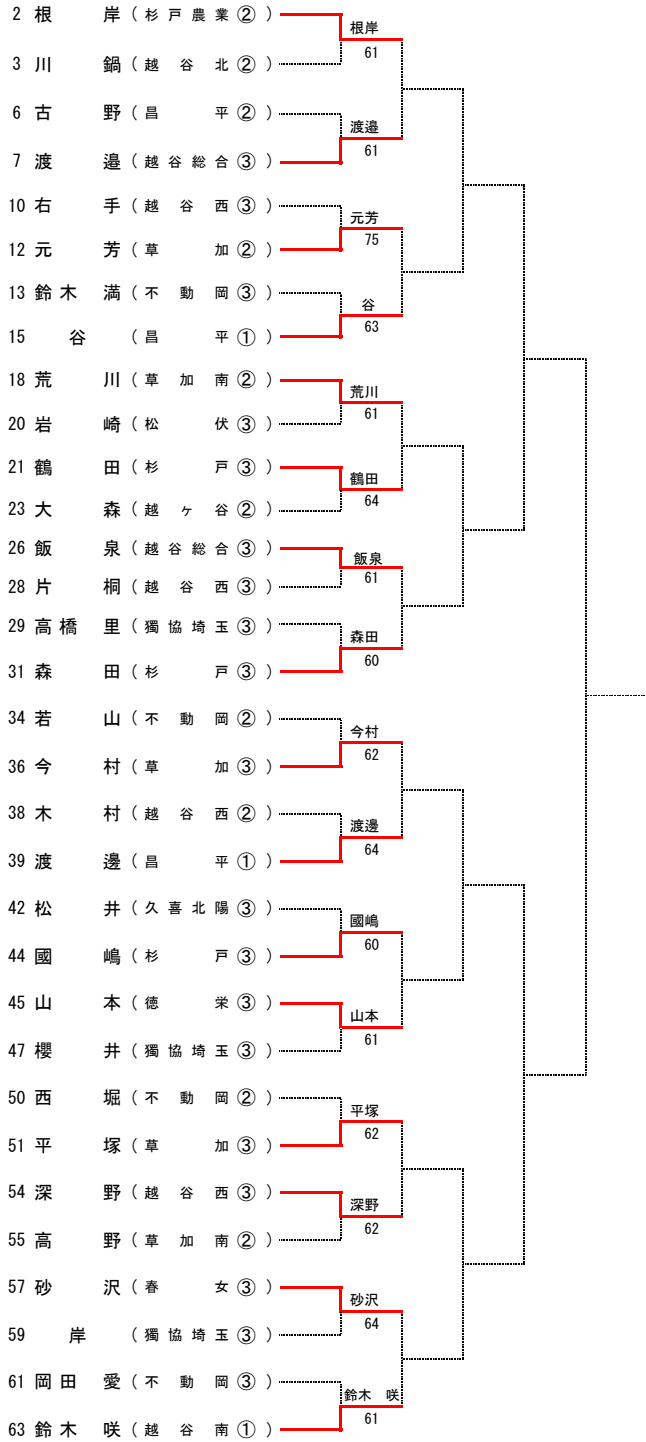 2 根岸 (杉戸農業②)
根岸
61
3 川鍋 (越谷北②)
6 古野 (昌平②)
渡邉
61
7 渡邉 (越谷総合③)
10 右手 (越谷西③)
元芳
75
12 元芳 (草加②)
13 鈴木満 (不動岡③)
谷
63
15 谷 (昌平①)
18 荒川 (草加南②)
荒川
61
20 岩崎 (松伏③)
21 鶴田 (杉戸③)
鶴田
64
23 大森 (越ヶ谷②)
26 飯泉 (越谷総合③)
飯泉
61
28 片桐 (越谷西③)
29 高橋里 (獨協埼玉③)
森田
60
31 森田 (杉戸③)
34 若山 (不動岡②)
今村
62
36 今村 (草加③)
38 木村 (越谷西②)
渡邊
64
39 渡邊 (昌平①)
42 松井 (久喜北陽③)
國嶋
60
44 國嶋 (杉戸③)
45 山本 (徳栄③)
山本
61
47 櫻井 (獨協埼玉③)
50 西堀 (不動岡②)
平塚
62
51 平塚 (草加③)
54 深野 (越谷西③)
深野
62
55 高野 (草加南②)
57 砂沢 (春女③)
砂沢
64
59 岸 (獨協埼玉③)
61 岡田愛 (不動岡③)
鈴木 咲
61
63 鈴木咲 (越谷南①)